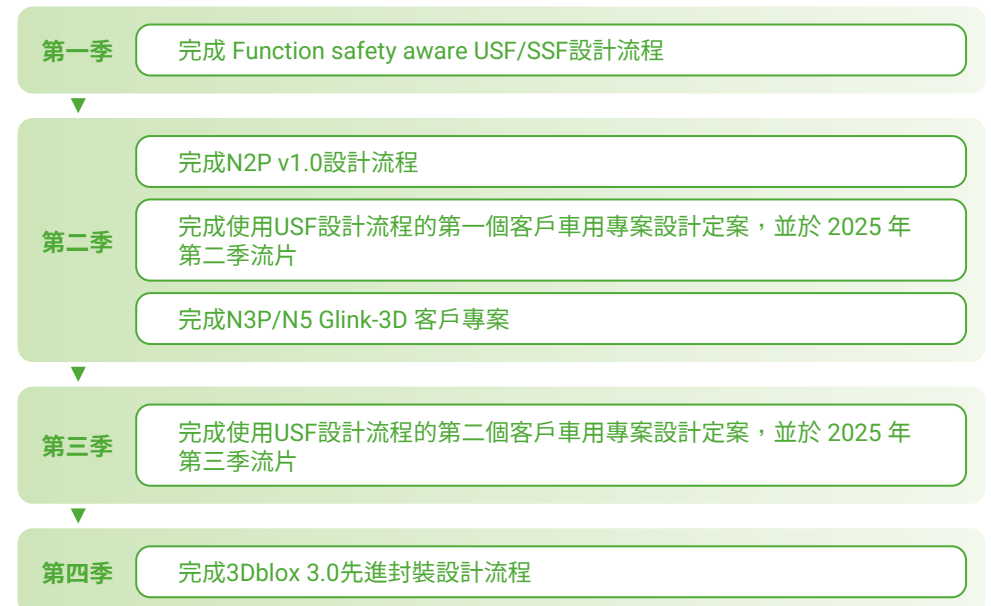 第一季
完成 Function safety aware USF/SSF設計流程
第二季
完成N2P v1.0設計流程
完成使用USF設計流程的第一個客戶車用專案設計定案，並於 2025 年
第二季流片
完成N3P/N5 Glink-3D 客戶專案
第三季
完成使用USF設計流程的第二個客戶車用專案設計定案，並於 2025 年
第三季流片
第四季
完成3Dblox 3.0先進封裝設計流程